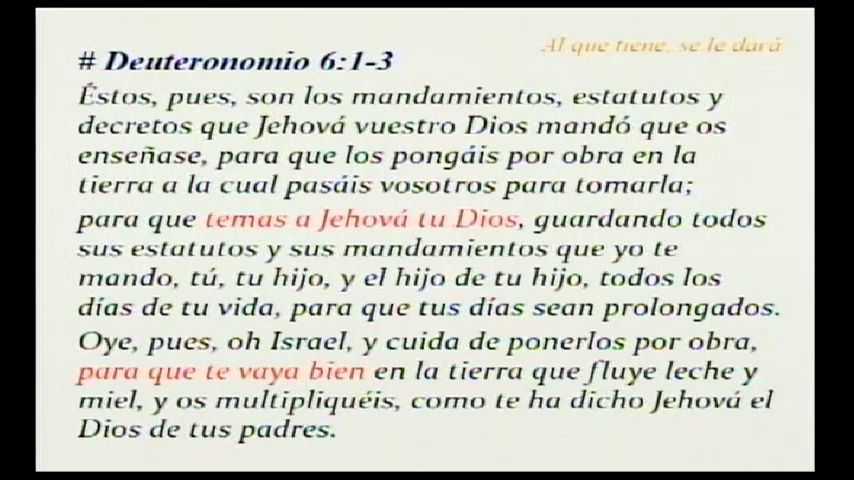 Al que tiene, se le dará
# Deuteronomio 6:1-3
Éstos, pues, son los mandamientos, estatutos y
decretos que Jehová vuestro Dios mandó que os
enseñase, para que los pongáis por obra en la
tierra a la cual pasáis vosotros para tomarla;
para que temas a Jehová tu Dios, guardando todos
sus estatutos y sus mandamientos que yo te
mando, tú, tu hijo, y el hijo de tu hijo, todos los
días de tu vida, para que tus días sean prolongados.
Oye, pues, oh Israel, y cuida de ponerlos por obra,
para que te vaya bien en la tierra que fluye leche y
miel, y os multipliquéis, como te ha dicho Jehová el
Dios de tus padres.